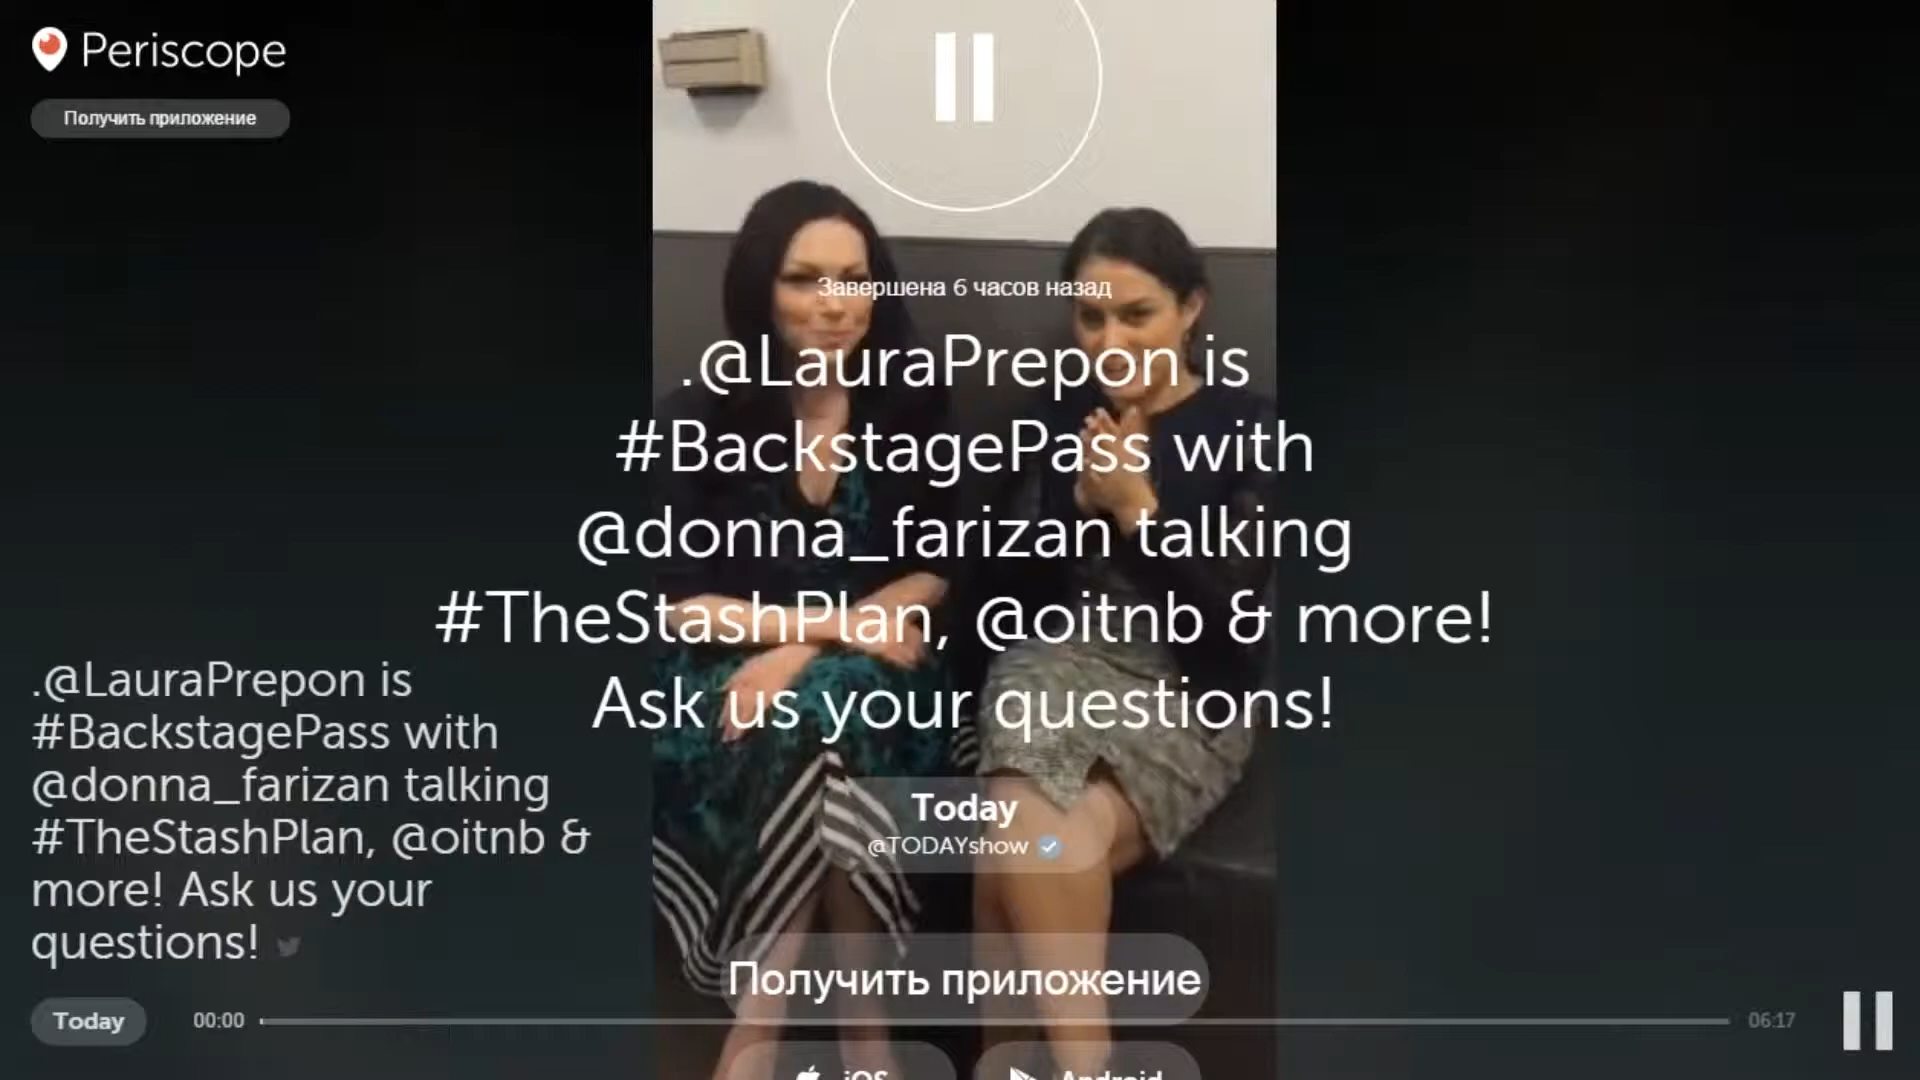 Periscope
Получить приложение
Завершена 6 часов назад
.@LauraPrepon is
#BackstagePass with
@donna_farizan talking
#TheStashPlan, @oitnb & more!
Ask us your questions!
Today
@TODAYshow
.@LauraPrepon is
#BackstagePass with
@donna_farizan talking
#TheStashPlan, @oitnb &
more! Ask us your
questions!
Получить приложение
Today 00:00 06:17
iOS Android